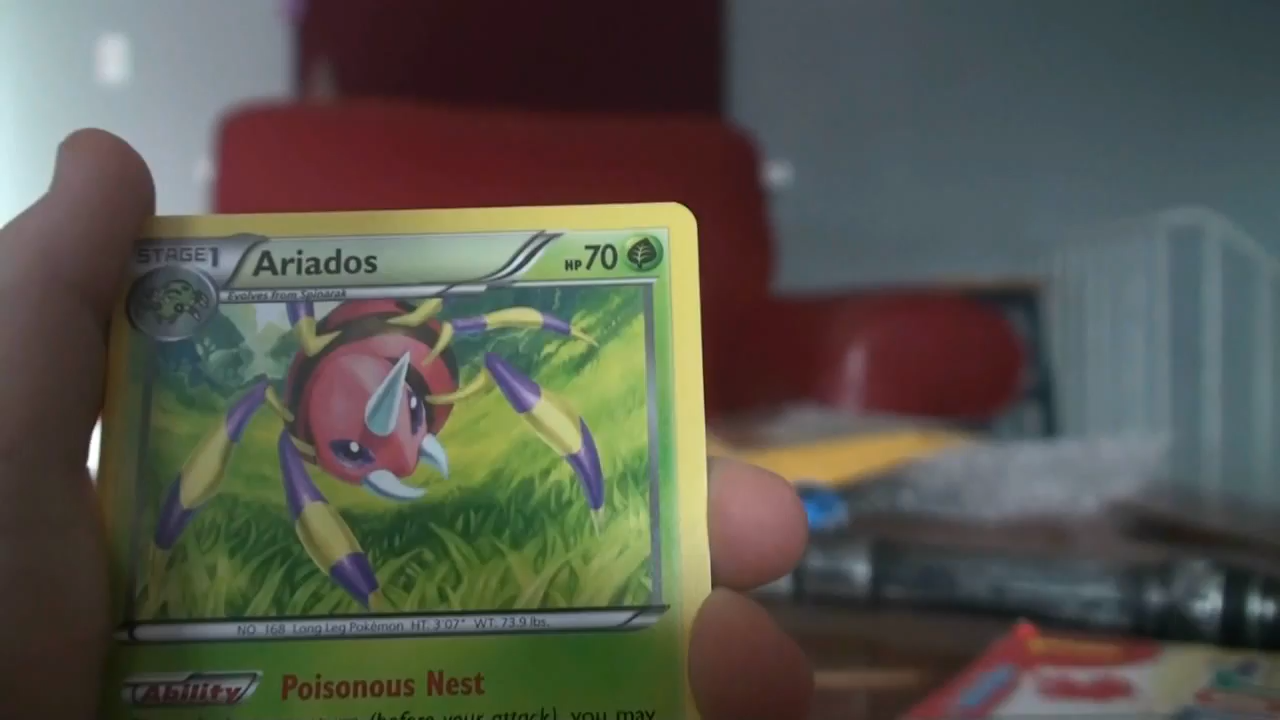 STAGE1 Ariados HP70
Evolves from Spinarak
NO. 168 Long Leg Pokémon HT: 3'07" WT: 73.9 lbs.
Ability Poisonous Nest
(before your attack), you may